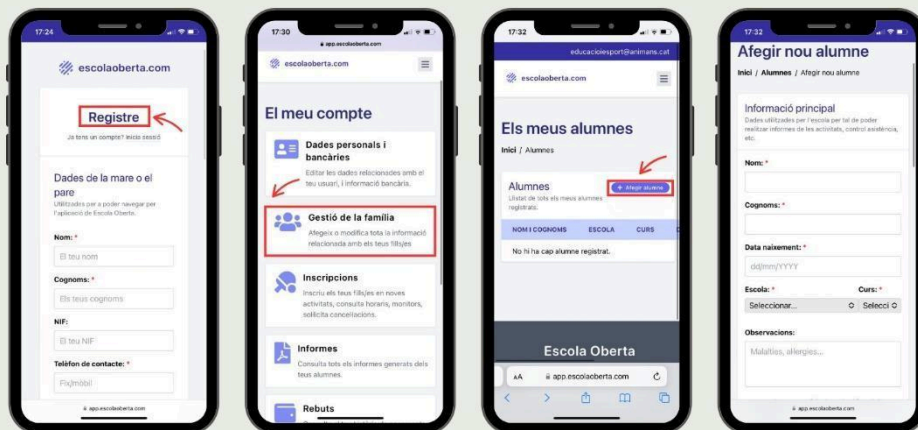 17:24
escolaoberta.com
Registre
Ja tens un compte? Inicia sessió
Dades de la mare o el
pare
Utilitzades per a poder navegar per
l'aplicació de Escola Oberta.
Nom: *
El teu nom
Cognoms: *
Els teus cognoms
NIF:
El teu NIF
Telèfon de contacte: *
Fix/mòbil
app.escolaoberta.com
17:30
app.escolaoberta.com
escolaoberta.com
El meu compte
Dades personals i
bancàries
Editar les dades relacionades amb el
teu usuari, i informació bancària.
Gestió de la família
Afegeix o modifica tota la informació
relacionada amb els teus fills/es
Inscripcions
Inscriu els teus fills/es en noves
activitats, consulta horaris, monitors,
sol·licita cancel·lacions.
Informes
Consulta tots els informes generats dels
teus alumnes.
Rebuts
17:32
educacioiesport@animans.cat
escolaoberta.com
Els meus alumnes
Inici / Alumnes
Alumnes
+ Afegir alumne
Llistat de tots els meus alumnes
registrats.
NOM I COGNOMS ESCOLA CURS
No hi ha cap alumne registrat.
Escola Oberta
AA app.escolaoberta.com
17:32
Afegir nou alumne
Inici / Alumnes / Afegir nou alumne
Informació principal
Dades utilitzades per l'escola per tal de poder
realitzar informes de les activitats, control assistència,
etc.
Nom: *
Cognoms: *
Data naixement: *
dd/mm/YYYY
Escola: * Curs: *
Seleccionar... Selecci
Observacions:
Malalties, al·lergies...
app.escolaoberta.com